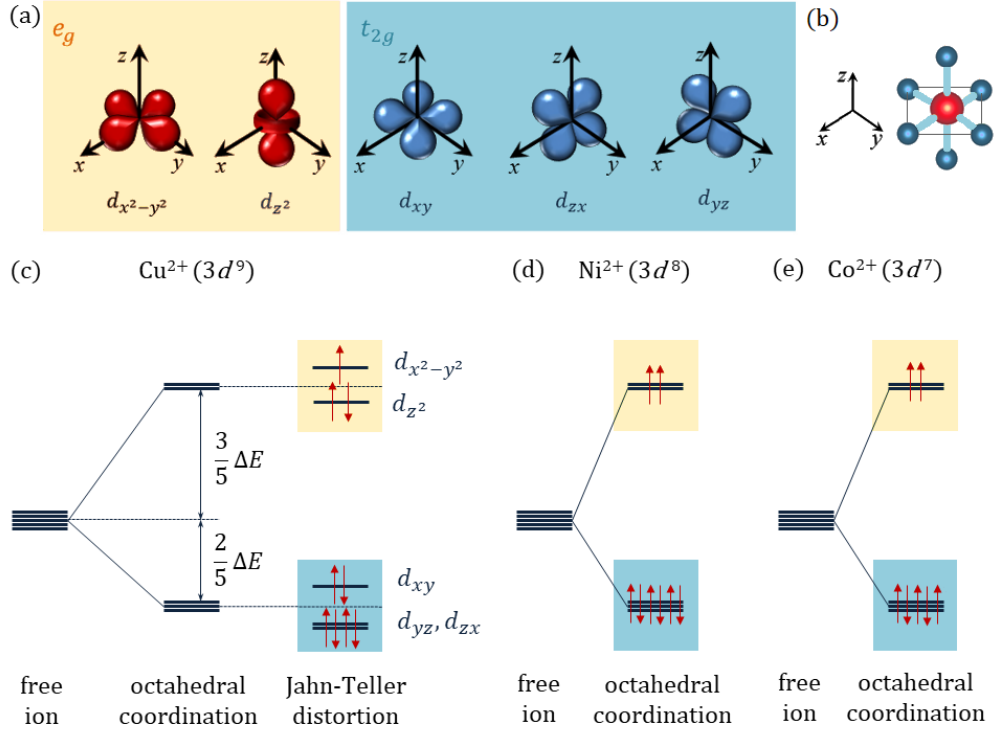 (a)
e_g
t_{2g}
(b)
z
z
z
z
z
z
x
y
x
y
x
y
x
y
x
y
x
y
d_{x²−y²}
d_{z²}
d_{xy}
d_{zx}
d_{yz}
(c)
Cu²⁺ (3d⁹)
(d)
Ni²⁺ (3d⁸)
(e)
Co²⁺ (3d⁷)
d_{x²−y²}
d_{z²}
3/5 ΔE
2/5 ΔE
d_{xy}
d_{yz}, d_{zx}
free
ion
octahedral
coordination
Jahn-Teller
distortion
free
ion
octahedral
coordination
free
ion
octahedral
coordination